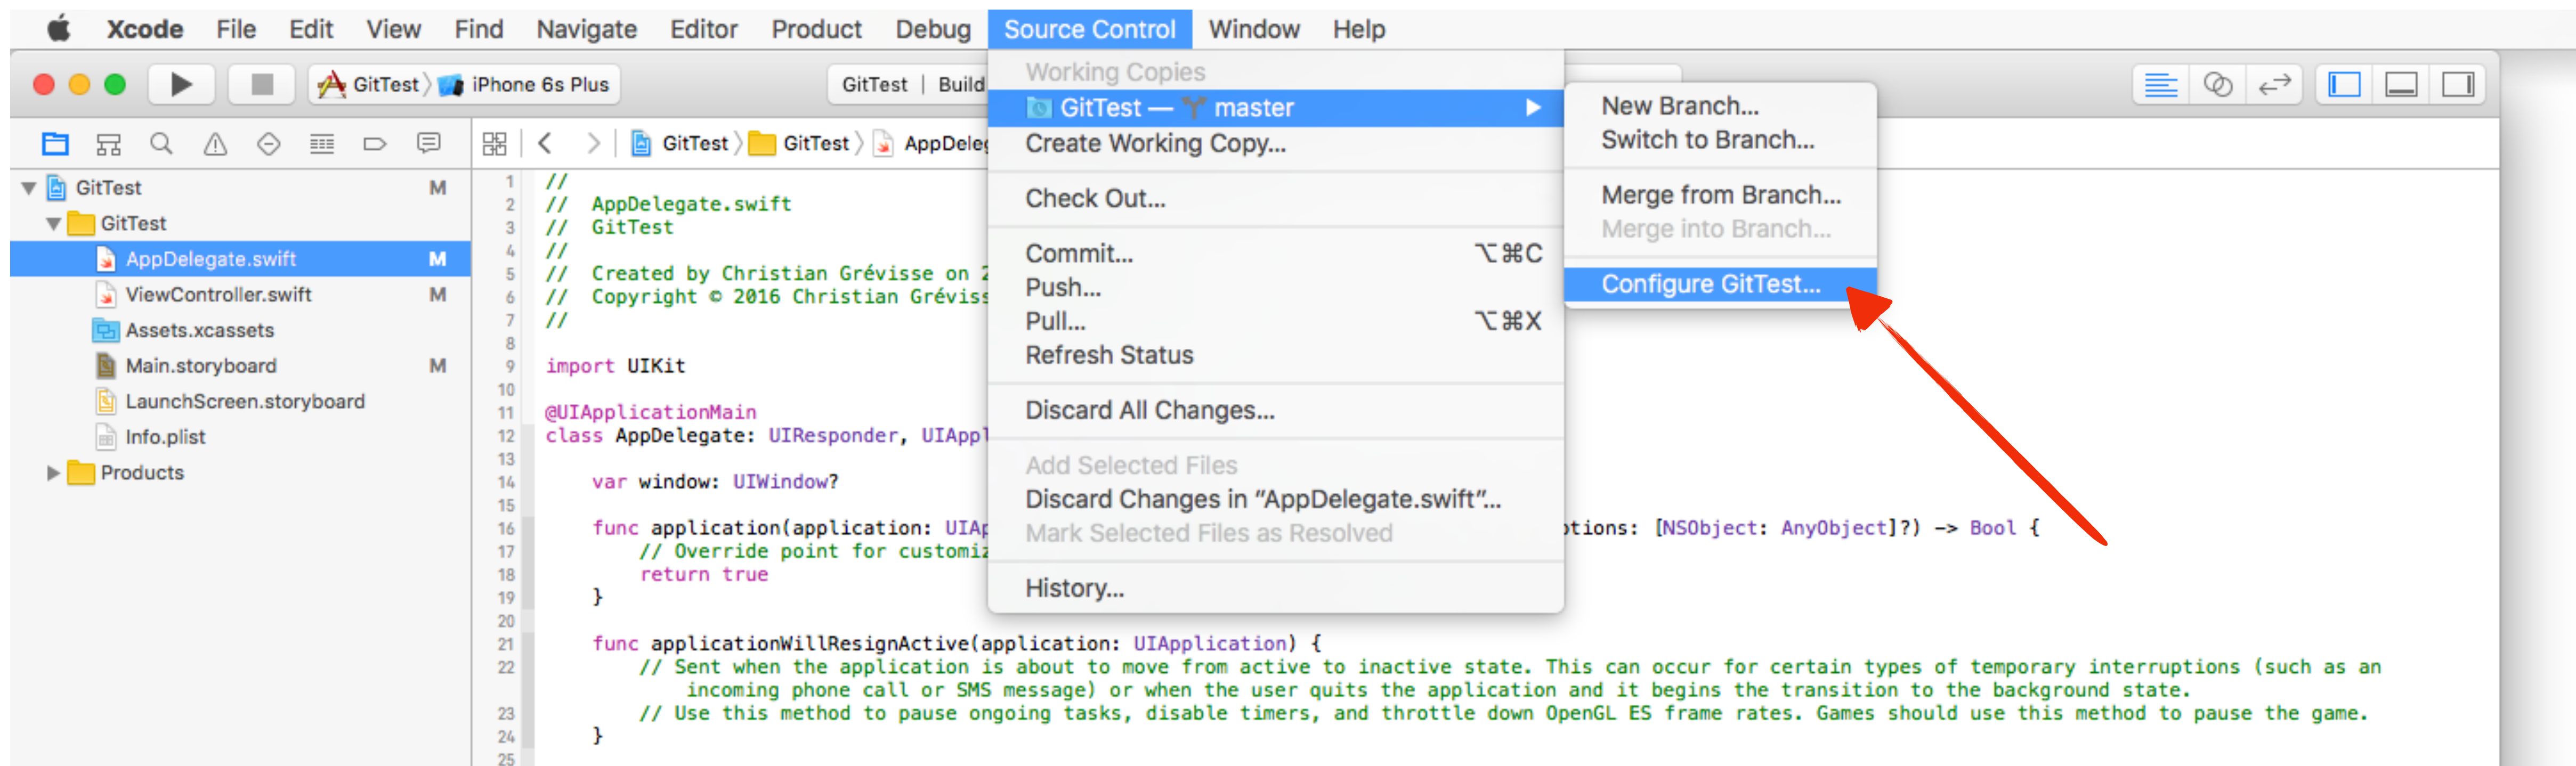 Xcode File Edit View Find Navigate Editor Product Debug Source Control Window Help
GitTest iPhone 6s Plus
GitTest | Build
Working Copies
GitTest — master
Create Working Copy...
Check Out...
Commit... ⌥⌘C
Push...
Pull... ⌥⌘X
Refresh Status
Discard All Changes...
Add Selected Files
Discard Changes in “AppDelegate.swift”...
Mark Selected Files as Resolved
History...
New Branch...
Switch to Branch...
Merge from Branch...
Merge into Branch...
Configure GitTest...
GitTest M
GitTest
AppDelegate.swift M
ViewController.swift M
Assets.xcassets
Main.storyboard M
LaunchScreen.storyboard
Info.plist
Products
GitTest GitTest
1 //
2 // AppDelegate.swift
3 // GitTest
4 //
5 // Created by Christian Grévisse on
6 // Copyright © 2016 Christian
7 //
8
9 import UIKit
10
11 @UIApplicationMain
12 class AppDelegate: UIResponder,
13
14 var window: UIWindow?
15
16 func application(application: [NSObject: AnyObject]?) -> Bool {
17 // Override point for
18 return true
19 }
20
21 func applicationWillResignActive(application: UIApplication) {
22 // Sent when the application is about to move from active to inactive state. This can occur for certain types of temporary interruptions (such as an
incoming phone call or SMS message) or when the user quits the application and it begins the transition to the background state.
23 // Use this method to pause ongoing tasks, disable timers, and throttle down OpenGL ES frame rates. Games should use this method to pause the game.
24 }
25